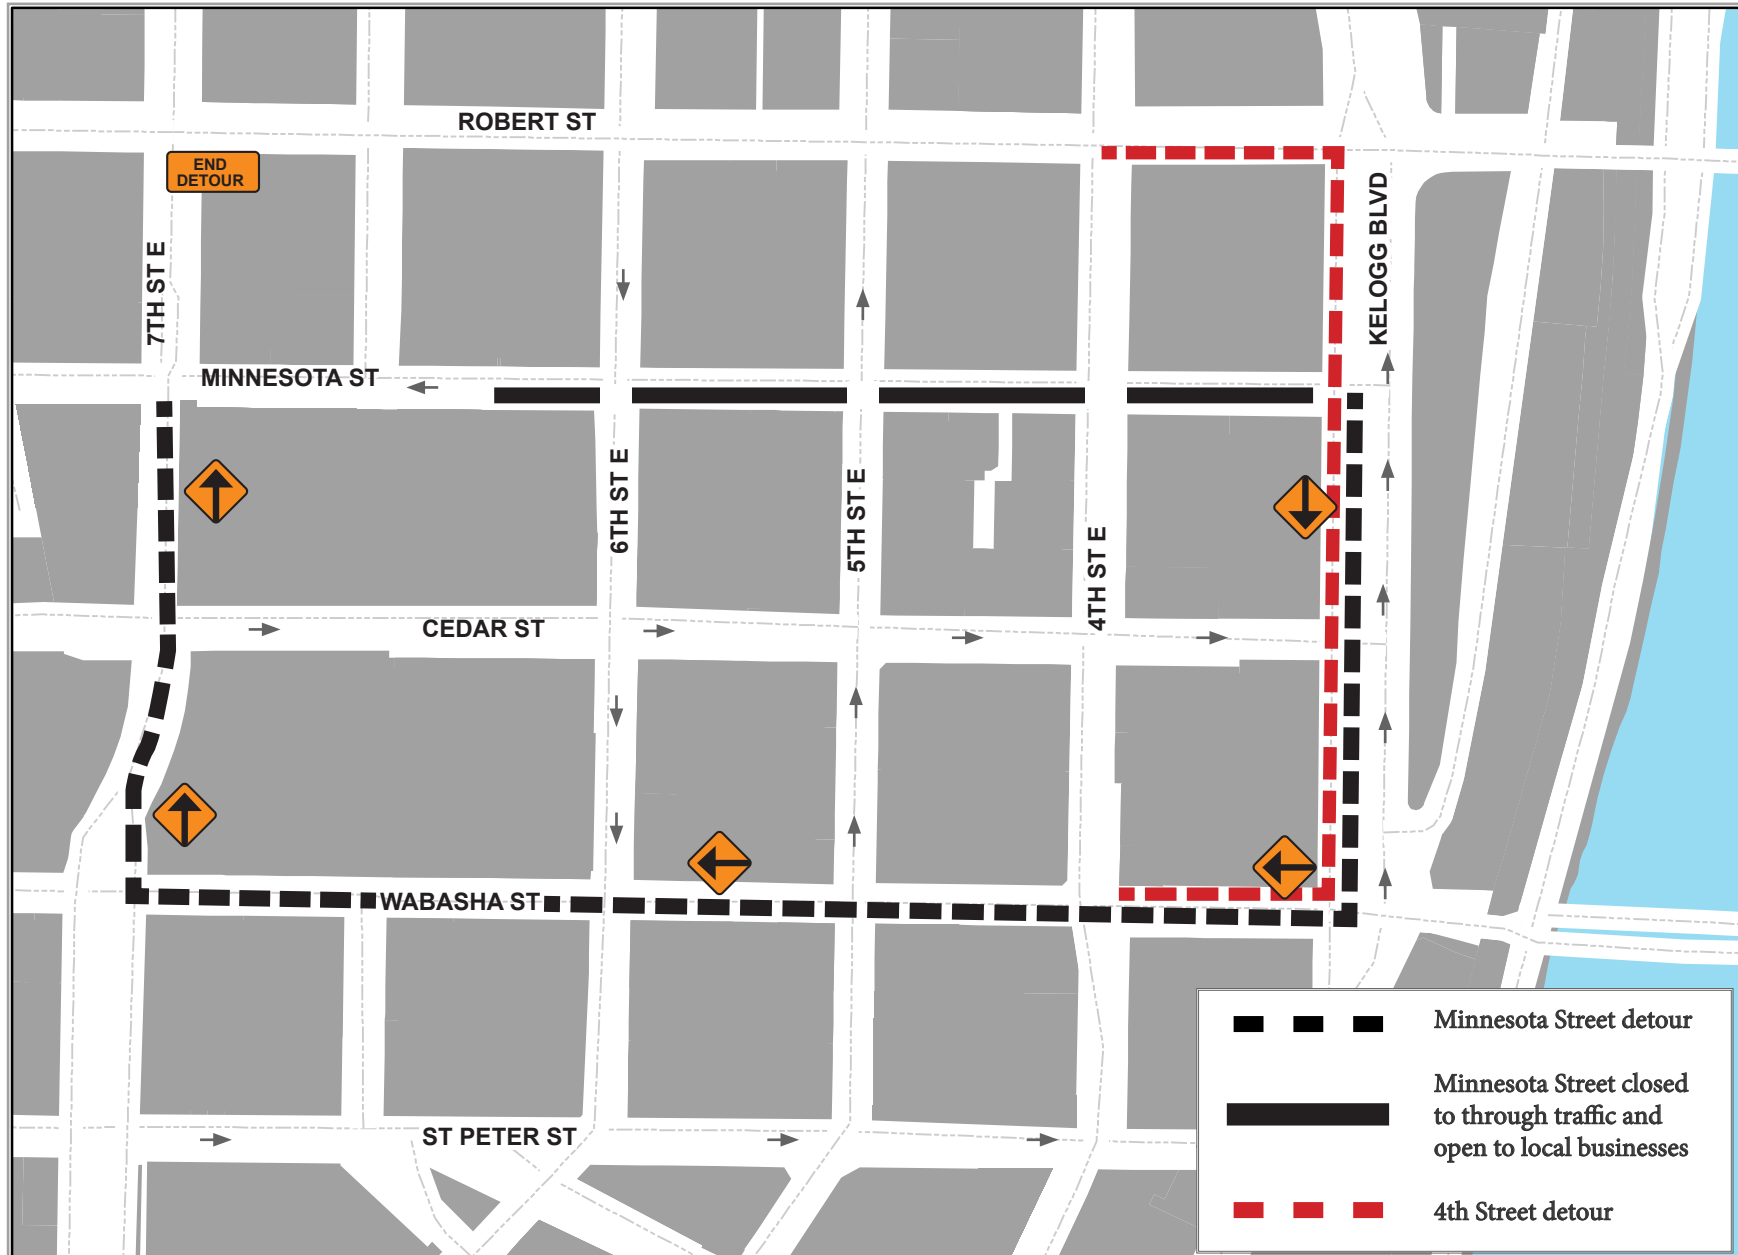 ROBERT ST
END
DETOUR
7TH ST E
KELOGG BLVD
MINNESOTA ST
6TH ST E
5TH ST E
4TH ST E
CEDAR ST
WABASHA ST
ST PETER ST
Minnesota Street detour
Minnesota Street closed
to through traffic and
open to local businesses
4th Street detour